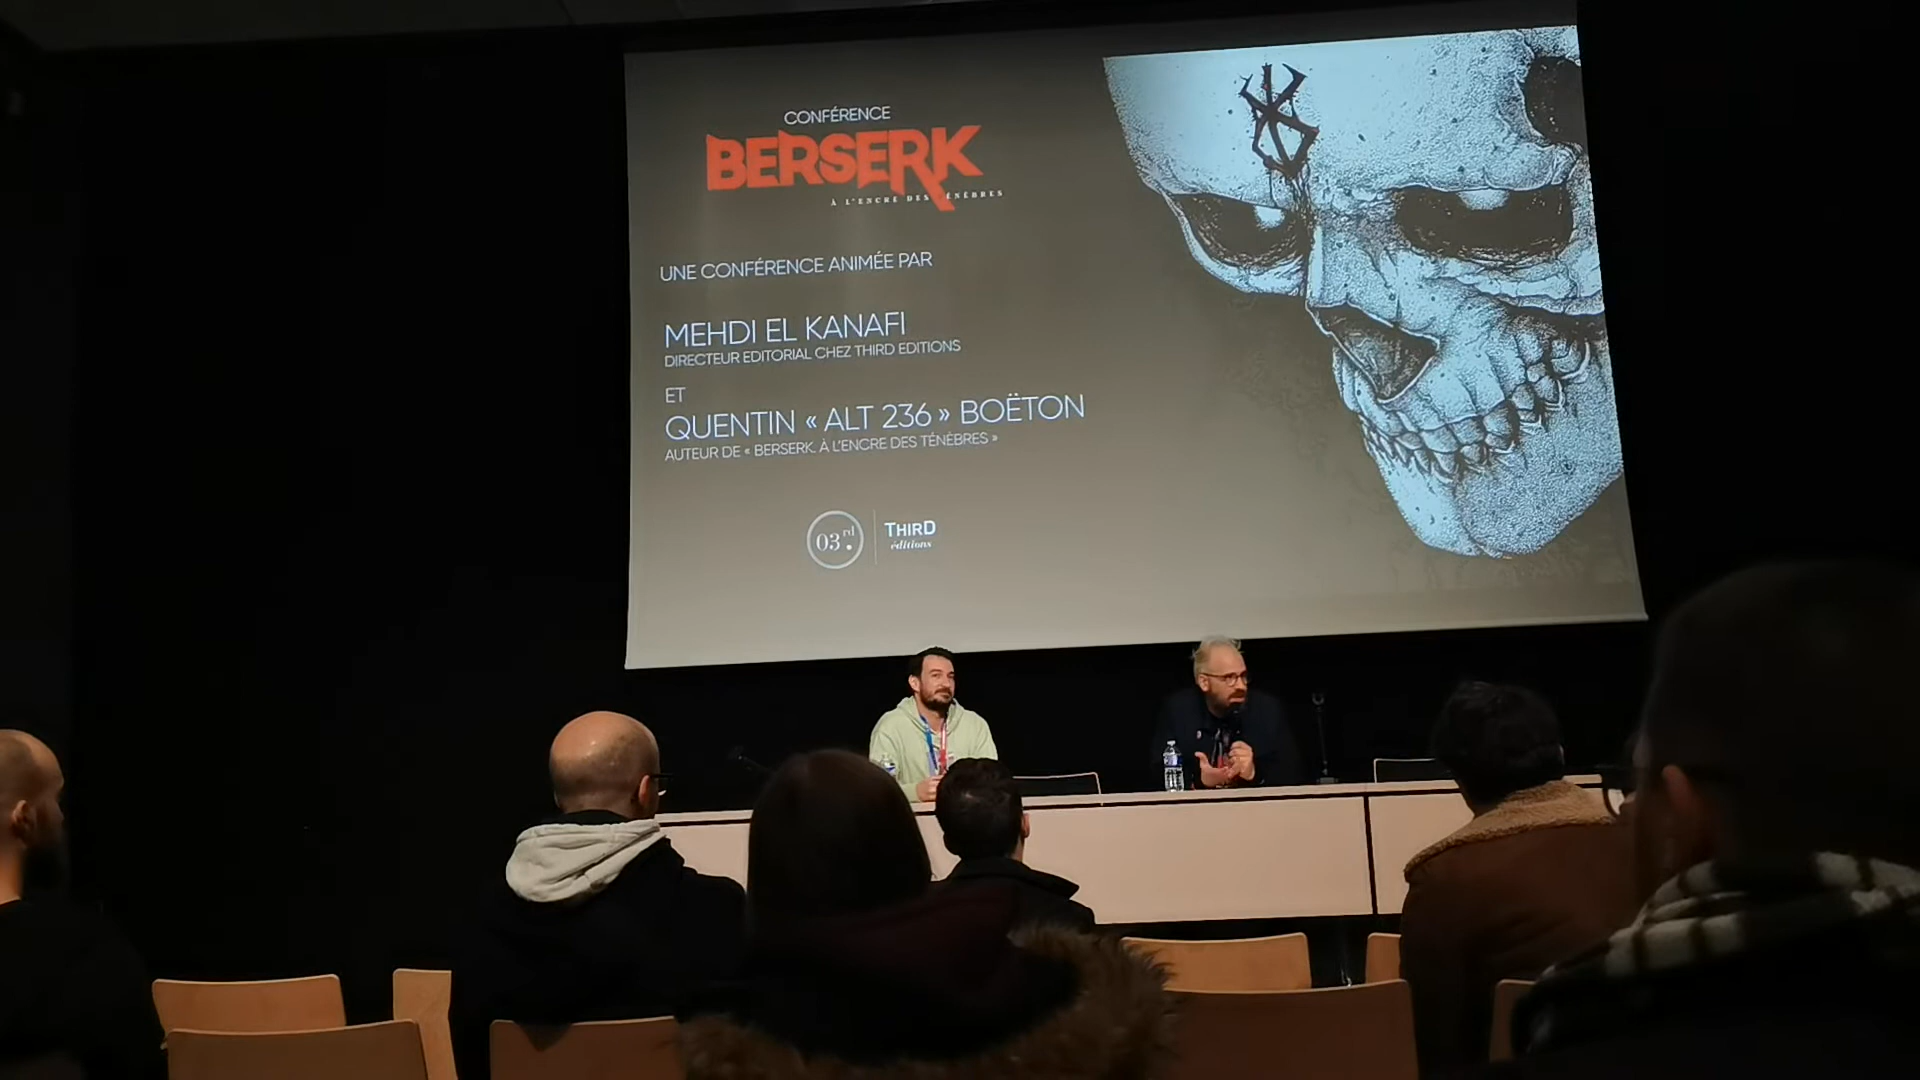 CONFÉRENCE
BERSERK
À L'ENCRE DES TÉNÈBRES
UNE CONFÉRENCE ANIMÉE PAR
MEHDI EL KANAFI
DIRECTEUR EDITORIAL CHEZ THIRD EDITIONS
ET
QUENTIN « ALT 236 » BOËTON
AUTEUR DE « BERSERK. À L'ENCRE DES TÉNÈBRES »
03rd. THIRD
éditions